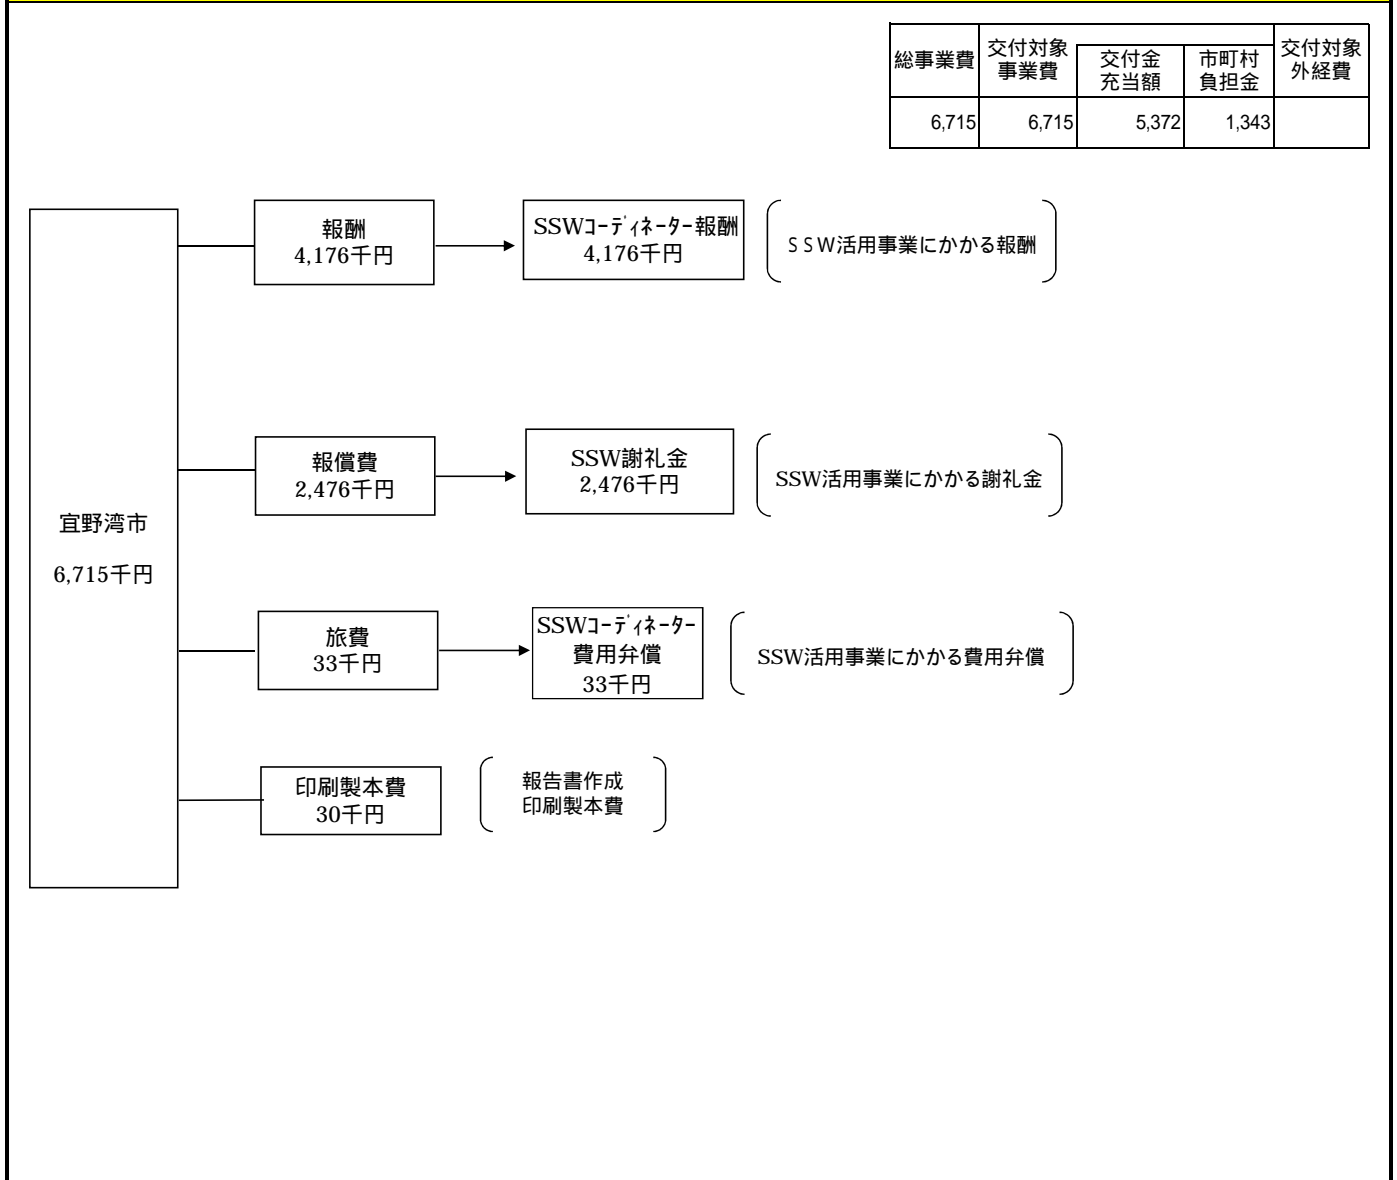 総事業費 交付対象事業費 交付金充当額 市町村負担金 交付対象外経費
6,715 6,715 5,372 1,343
報酬
4,176千円
SSWｺｰﾃﾞｨﾈｰﾀｰ報酬
4,176千円
ＳＳＷ活用事業にかかる報酬
報償費
2,476千円
SSW謝礼金
2,476千円
SSW活用事業にかかる謝礼金
宜野湾市
6,715千円
旅費
33千円
SSWｺｰﾃﾞｨﾈｰﾀｰ
費用弁償
33千円
SSW活用事業にかかる費用弁償
印刷製本費
30千円
報告書作成
印刷製本費